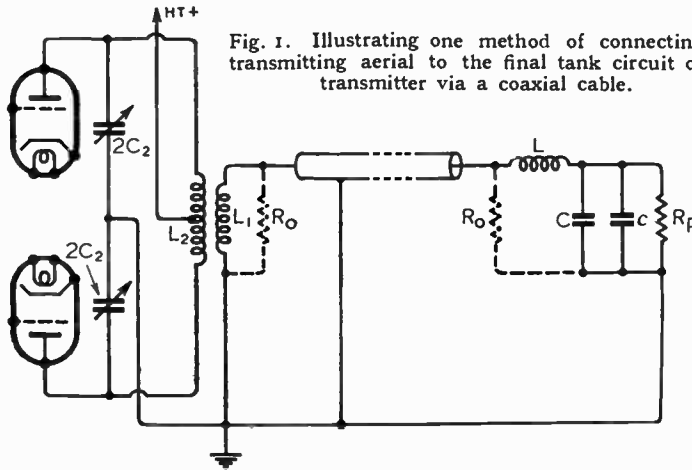 HT+
Fig. 1. Illustrating one method of connectin
transmitting aerial to the final tank circuit o
transmitter via a coaxial cable.
2C2
L2
L1
Ro
Ro
L
C
c
2C2